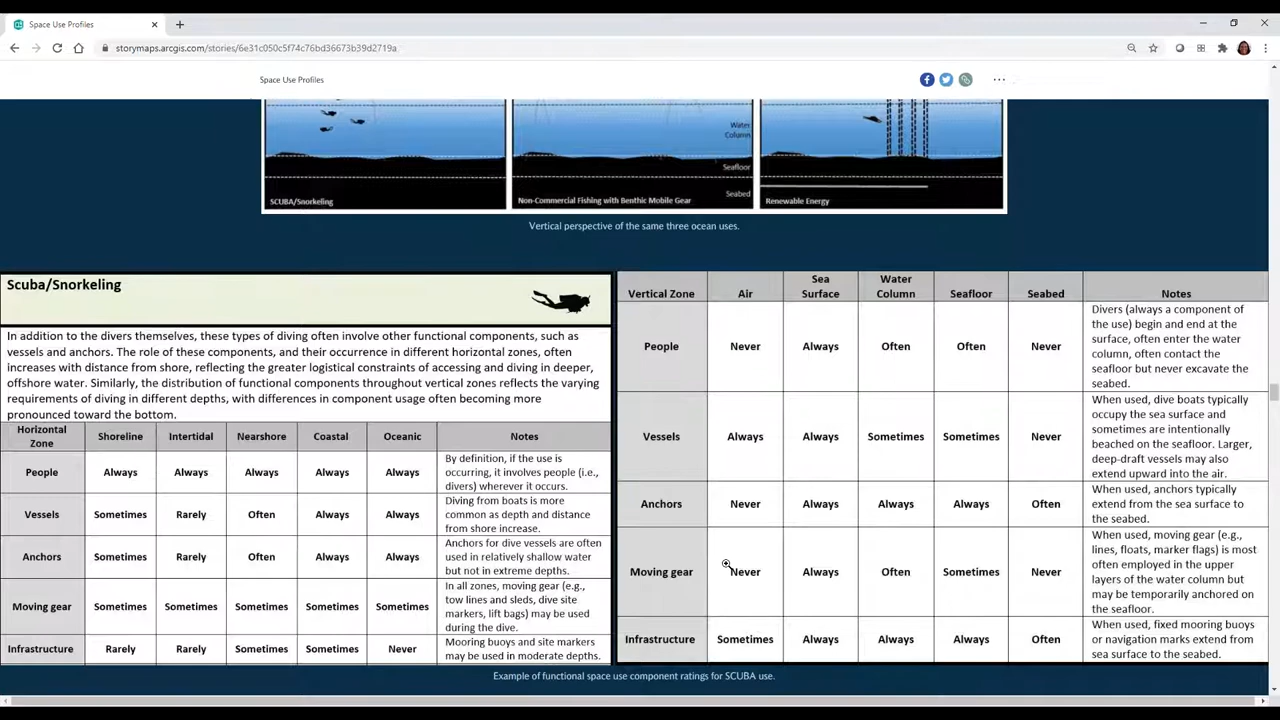 Space Use Profiles
storymaps.arcgis.com/stories/6e31c050c5f74c76bd36673b39d2719a
Space Use Profiles
Water
Column
Seafloor
Seabed
SCUBA/Snorkeling
Non-Commercial Fishing with Benthic Mobile Gear
Renewable Energy
Vertical perspective of the same three ocean uses.
Scuba/Snorkeling
In addition to the divers themselves, these types of diving often involve other functional components, such as
vessels and anchors. The role of these components, and their occurrence in different horizontal zones, often
increases with distance from shore, reflecting the greater logistical constraints of accessing and diving in deeper,
offshore water. Similarly, the distribution of functional components throughout vertical zones reflects the varying
requirements of diving in different depths, with differences in component usage often becoming more
pronounced toward the bottom.
Horizontal
Zone
Shoreline Intertidal Nearshore Coastal Oceanic Notes
People Always Always Always Always Always
By definition, if the use is
occurring, it involves people (i.e.,
divers) wherever it occurs.
Vessels Sometimes Rarely Often Always Always
Diving from boats is more
common as depth and distance
from shore increase.
Anchors Sometimes Rarely Often Always Always
Anchors for dive vessels are often
used in relatively shallow water
but not in extreme depths.
Moving gear Sometimes Sometimes Sometimes Sometimes Sometimes
In all zones, moving gear (e.g.,
tow lines and sleds, dive site
markers, lift bags) may be used
during the dive.
Infrastructure Rarely Rarely Sometimes Sometimes Never
Mooring buoys and site markers
may be used in moderate depths.
Vertical Zone Air
Sea
Surface
Water
Column
Seafloor Seabed Notes
People Never Always Often Often Never
Divers (always a component of
the use) begin and end at the
surface, often enter the water
column, often contact the
seafloor but never excavate the
seabed.
Vessels Always Always Sometimes Sometimes Never
When used, dive boats typically
occupy the sea surface and
sometimes are intentionally
beached on the seafloor. Larger,
deep-draft vessels may also
extend upward into the air.
Anchors Never Always Always Always Often
When used, anchors typically
extend from the sea surface to
the seabed.
Moving gear Never Always Often Sometimes Never
When used, moving gear (e.g.,
lines, floats, marker flags) is most
often employed in the upper
layers of the water column but
may be temporarily anchored on
the seafloor.
Infrastructure Sometimes Always Always Always Often
When used, fixed mooring buoys
or navigation marks extend from
sea surface to the seabed.
Example of functional space use component ratings for SCUBA use.